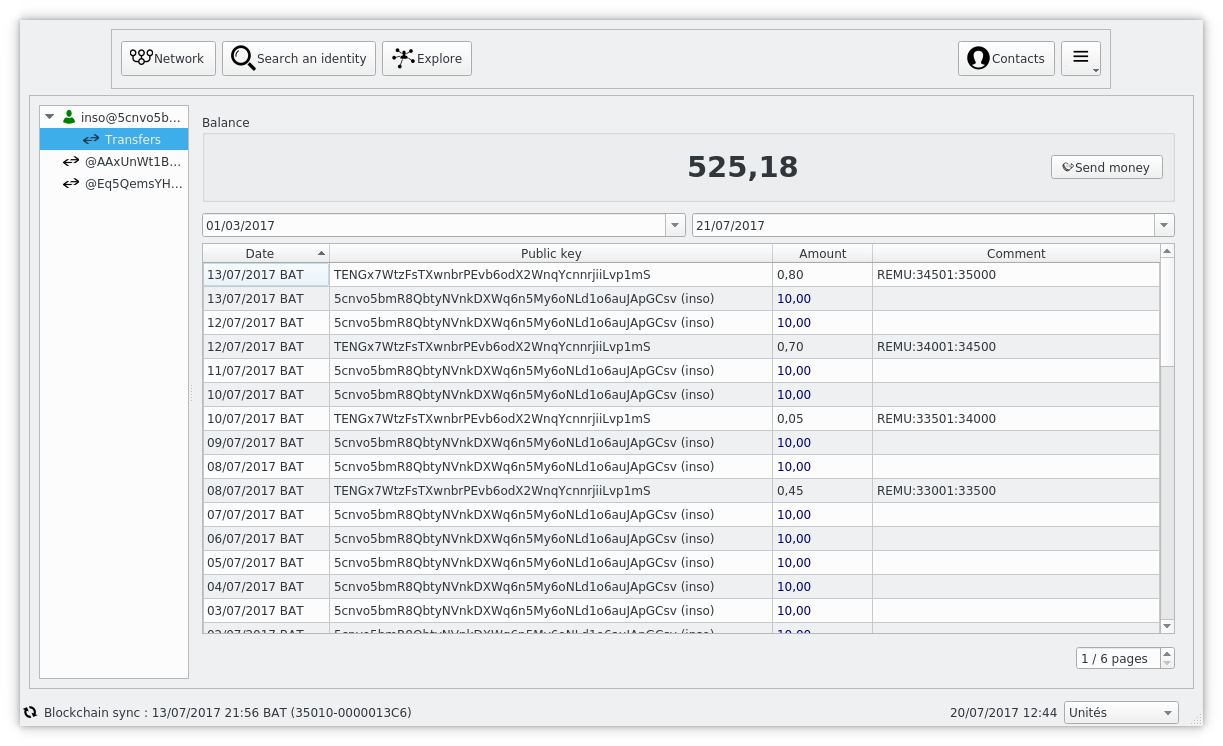 Network Search an identity Explore Contacts
inso@5cnvo5b...
Transfers
@AAxUnWt1B...
@Eq5QemsYH...
Balance
525,18
Send money
01/03/2017 21/07/2017
Date Public key Amount Comment
13/07/2017 BAT TENGx7WtzFsTXwnbrPEvb6odX2WnqYcnnrjiiLvp1mS 0,80 REMU:34501:35000
13/07/2017 BAT 5cnvo5bmR8QbtyNVnkDXWq6n5My6oNLd1o6auJApGCsv (inso) 10,00
12/07/2017 BAT 5cnvo5bmR8QbtyNVnkDXWq6n5My6oNLd1o6auJApGCsv (inso) 10,00
12/07/2017 BAT TENGx7WtzFsTXwnbrPEvb6odX2WnqYcnnrjiiLvp1mS 0,70 REMU:34001:34500
11/07/2017 BAT 5cnvo5bmR8QbtyNVnkDXWq6n5My6oNLd1o6auJApGCsv (inso) 10,00
10/07/2017 BAT 5cnvo5bmR8QbtyNVnkDXWq6n5My6oNLd1o6auJApGCsv (inso) 10,00
10/07/2017 BAT TENGx7WtzFsTXwnbrPEvb6odX2WnqYcnnrjiiLvp1mS 0,05 REMU:33501:34000
09/07/2017 BAT 5cnvo5bmR8QbtyNVnkDXWq6n5My6oNLd1o6auJApGCsv (inso) 10,00
08/07/2017 BAT 5cnvo5bmR8QbtyNVnkDXWq6n5My6oNLd1o6auJApGCsv (inso) 10,00
08/07/2017 BAT TENGx7WtzFsTXwnbrPEvb6odX2WnqYcnnrjiiLvp1mS 0,45 REMU:33001:33500
07/07/2017 BAT 5cnvo5bmR8QbtyNVnkDXWq6n5My6oNLd1o6auJApGCsv (inso) 10,00
06/07/2017 BAT 5cnvo5bmR8QbtyNVnkDXWq6n5My6oNLd1o6auJApGCsv (inso) 10,00
05/07/2017 BAT 5cnvo5bmR8QbtyNVnkDXWq6n5My6oNLd1o6auJApGCsv (inso) 10,00
04/07/2017 BAT 5cnvo5bmR8QbtyNVnkDXWq6n5My6oNLd1o6auJApGCsv (inso) 10,00
03/07/2017 BAT 5cnvo5bmR8QbtyNVnkDXWq6n5My6oNLd1o6auJApGCsv (inso) 10,00
1 / 6 pages
Blockchain sync : 13/07/2017 21:56 BAT (35010-0000013C6) 20/07/2017 12:44 Unités